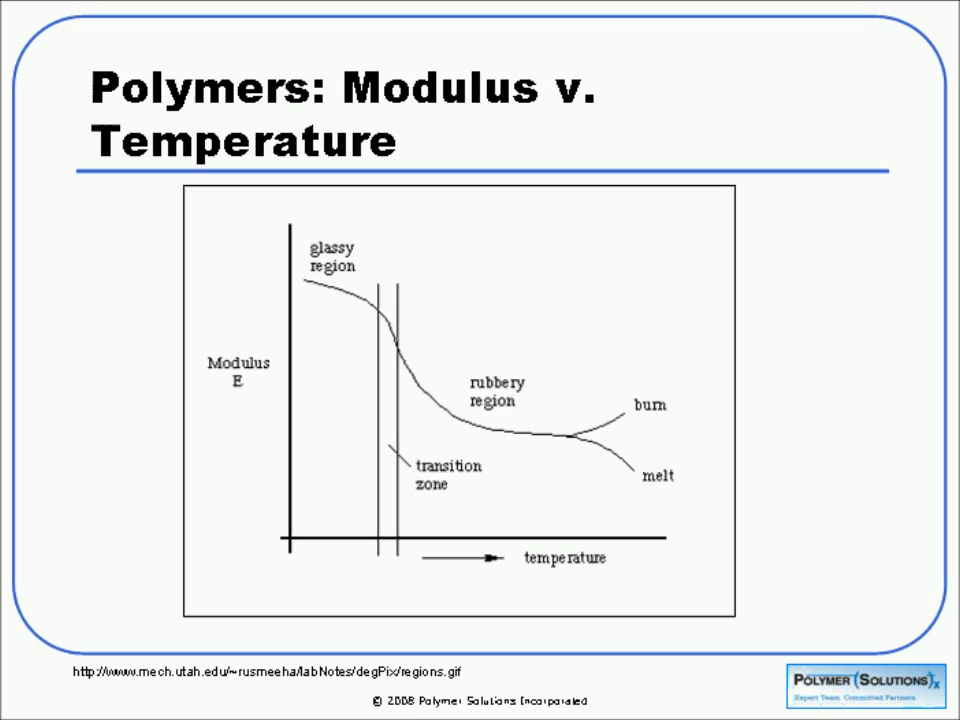 Polymers: Modulus v.
Temperature
glassy
region
Modulus
E
rubbery
region
burn
transition
zone
melt
temperature
http://www.mech.utah.edu/~rusmeeha/labNotes/degPix/regions.gif
© 2008 Polymer Solutions Incorporated
POLYMER (SOLUTIONS)x
Expert Team. Committed Partners.